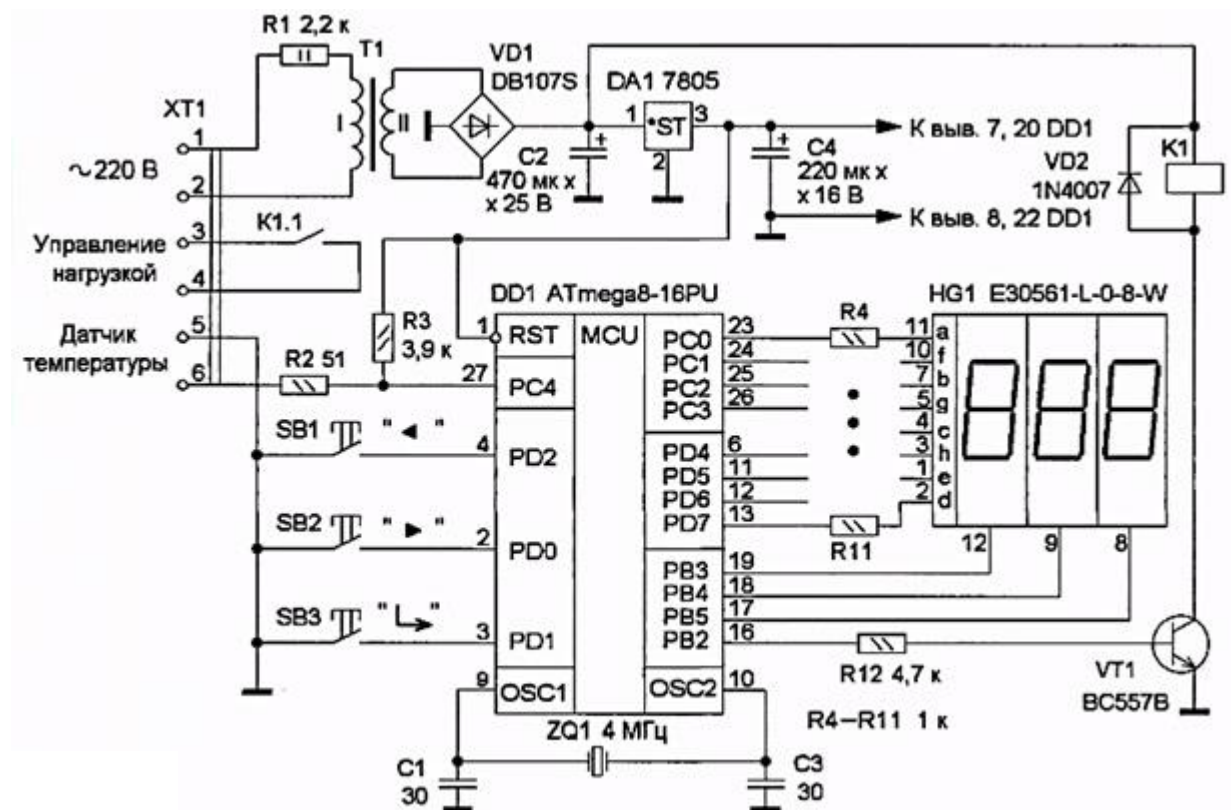 R1 2,2 к
T1
VD1
DB107S
DA1 7805
XT1
1
I
II
1
*ST
3
2
К выв. 7, 20 DD1
~220 В
2
C2
470 мк х
х 25 В
C4
220 мк х
х 16 В
VD2
1N4007
K1
К выв. 8, 22 DD1
Управление
нагрузкой
3
K1.1
4
DD1 ATmega8-16PU
HG1 E30561-L-0-8-W
Датчик
температуры
5
6
R2 51
R3
3,9 к
1
RST
MCU
27
PC4
PC0
23
PC1
24
PC2
25
PC3
26
R4
11
a
10
f
7
b
5
g
4
c
3
h
1
e
2
d
SB1
" ◄ "
4
PD2
PD4
6
PD5
11
PD6
12
PD7
13
R11
12
9
8
SB2
" ► "
2
PD0
PB3
19
PB4
18
PB5
17
PB2
16
SB3
" "
3
PD1
R12 4,7 к
VT1
BC557B
9
OSC1
OSC2
10
R4–R11 1 к
ZQ1 4 МГц
C1
30
C3
30